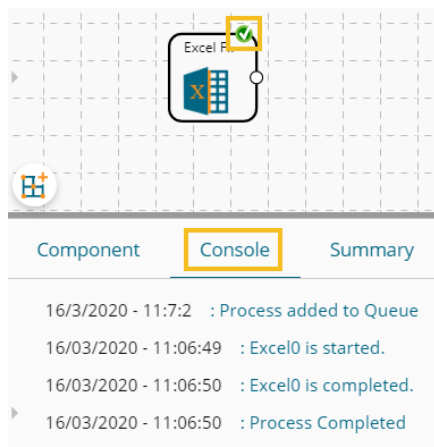 Excel
X
Component Console Summary
16/3/2020 - 11:7:2 : Process added to Queue
16/03/2020 - 11:06:49 : Excel0 is started.
16/03/2020 - 11:06:50 : Excel0 is completed.
16/03/2020 - 11:06:50 : Process Completed